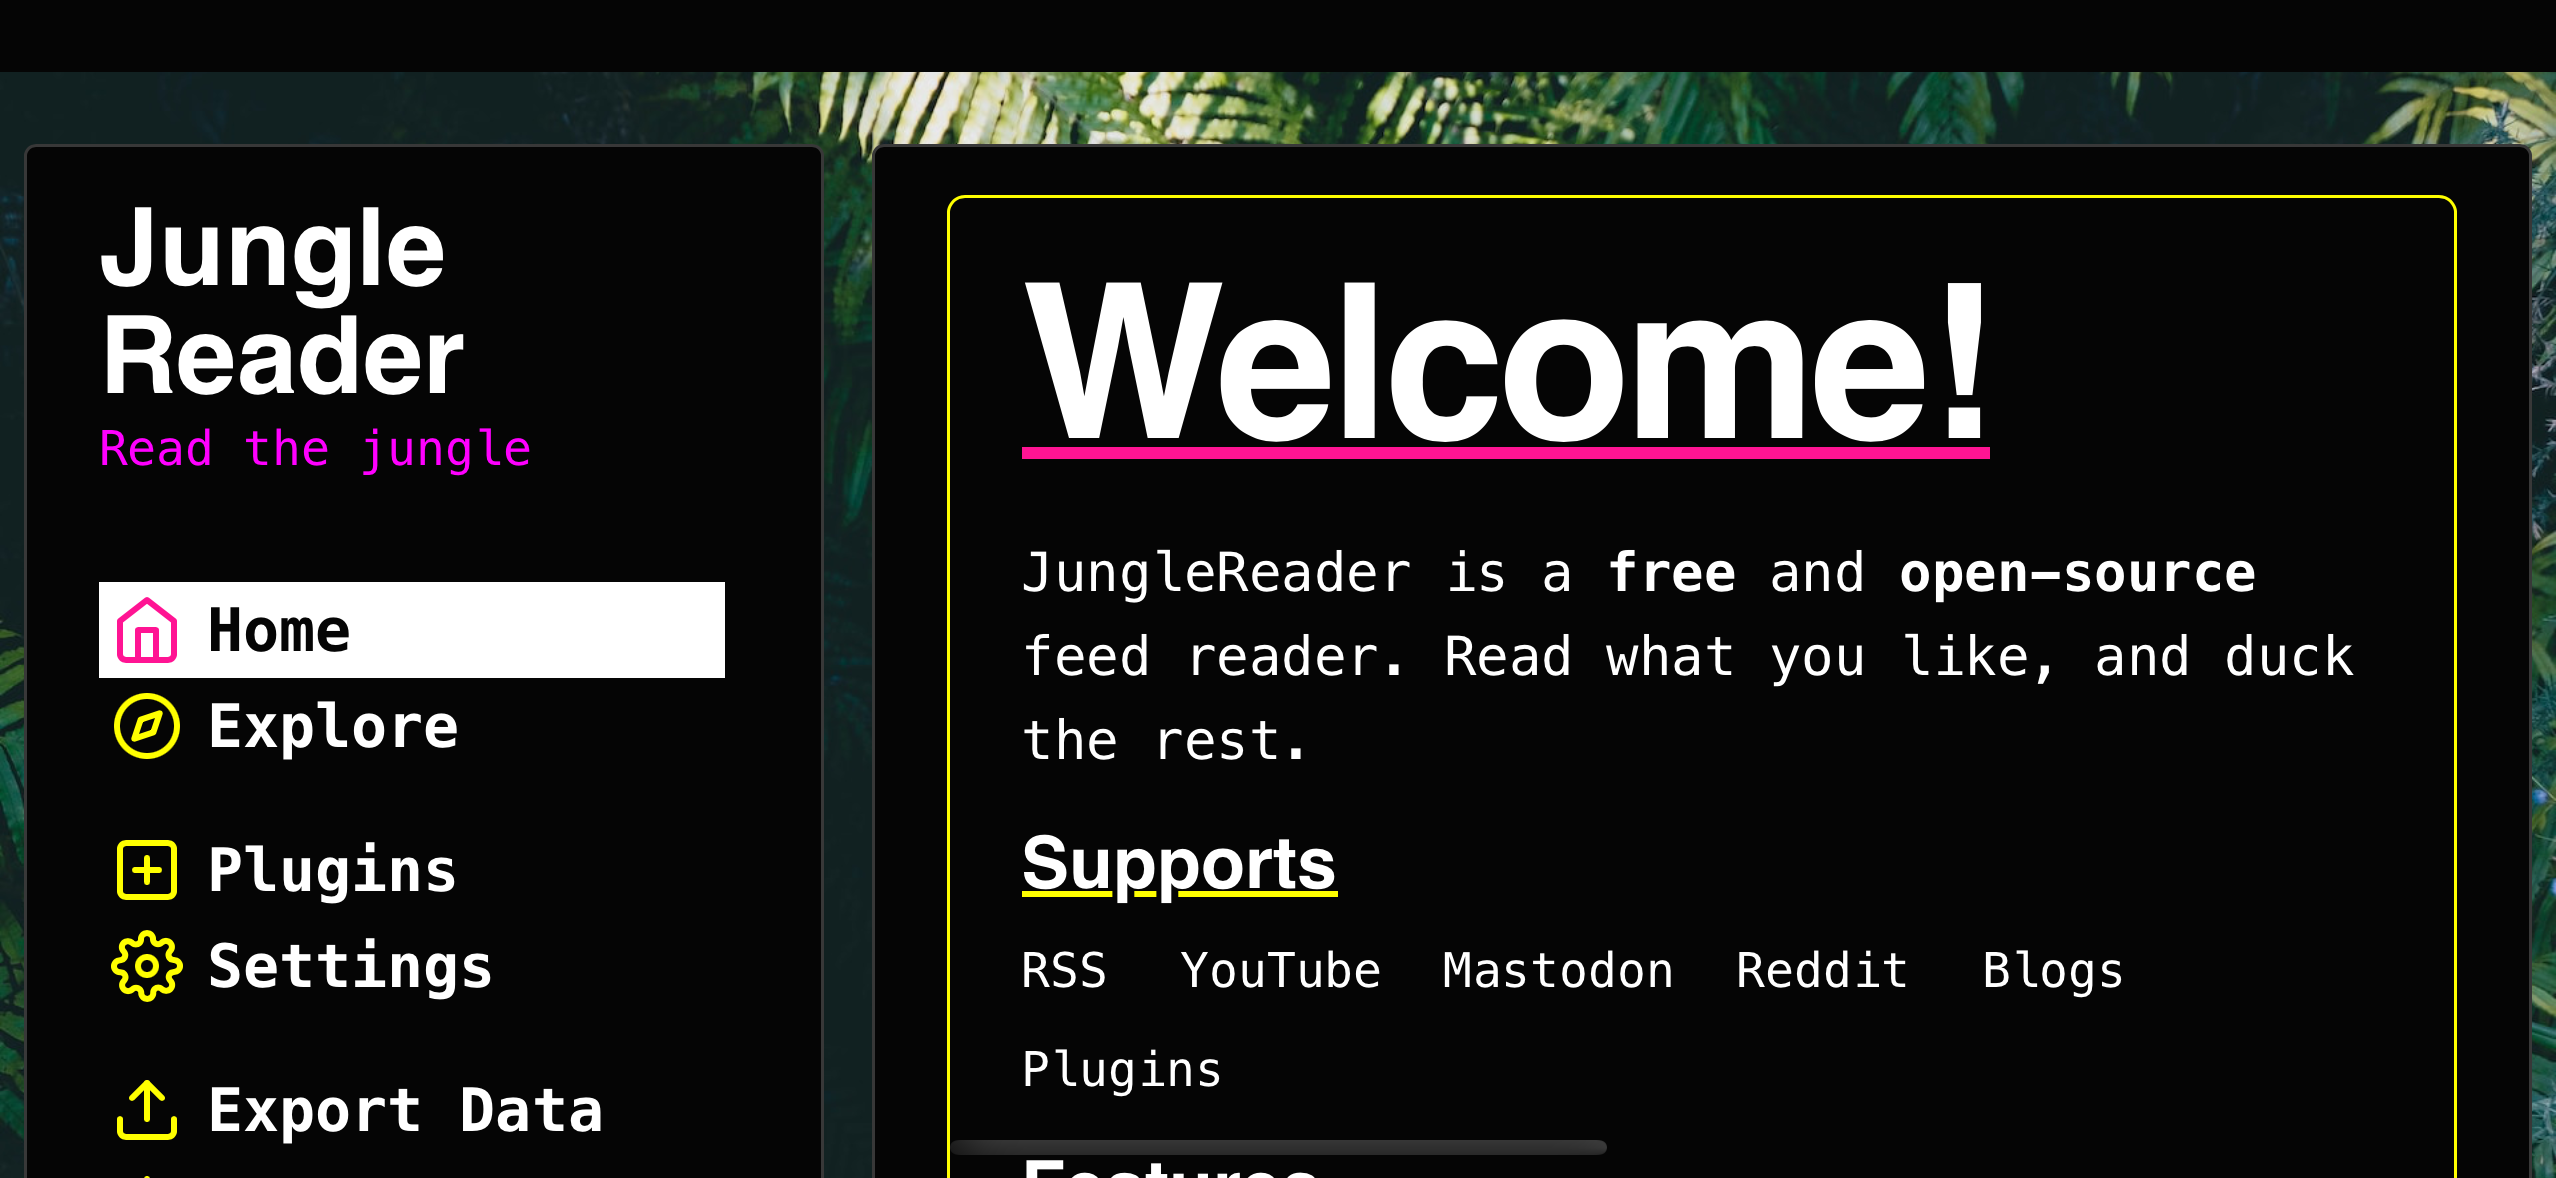 Jungle
Reader
Read the jungle
Home
Explore
Plugins
Settings
Export Data
Welcome!
JungleReader is a free and open-source
feed reader. Read what you like, and duck
the rest.
Supports
RSS YouTube Mastodon Reddit Blogs
Plugins
Features